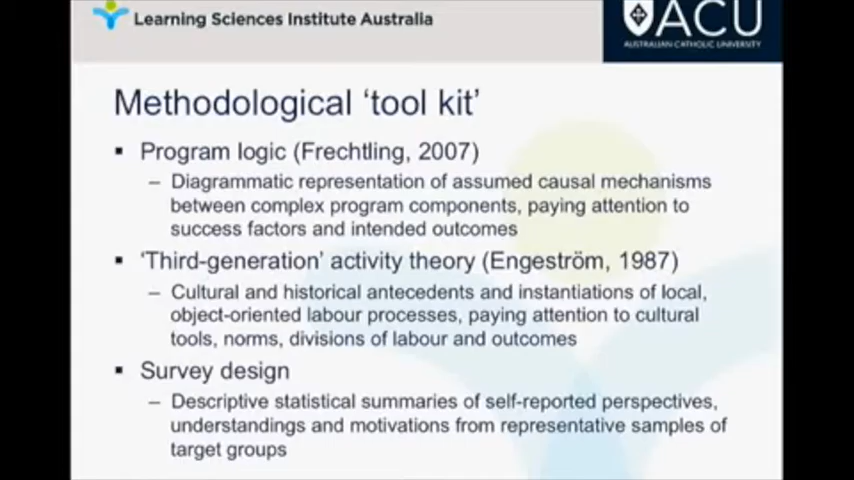 Learning Sciences Institute Australia
ACU
AUSTRALIAN CATHOLIC UNIVERSITY
Methodological ‘tool kit’
▪ Program logic (Frechtling, 2007)
– Diagrammatic representation of assumed causal mechanisms
between complex program components, paying attention to
success factors and intended outcomes
▪ ‘Third-generation’ activity theory (Engeström, 1987)
– Cultural and historical antecedents and instantiations of local,
object-oriented labour processes, paying attention to cultural
tools, norms, divisions of labour and outcomes
▪ Survey design
– Descriptive statistical summaries of self-reported perspectives,
understandings and motivations from representative samples of
target groups